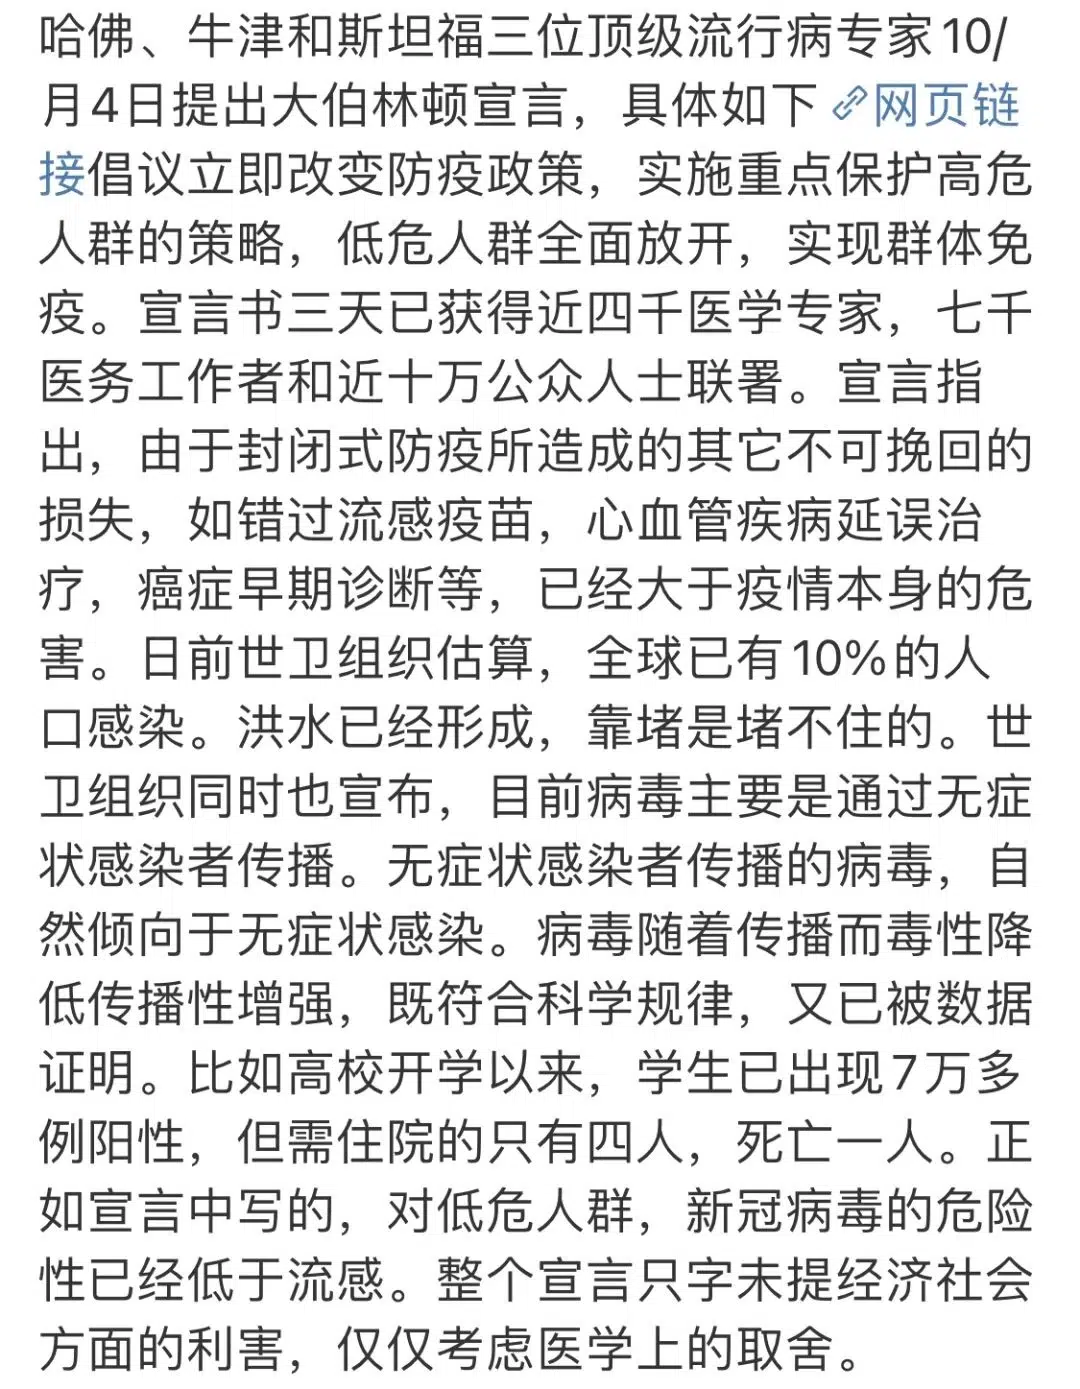 哈佛、牛津和斯坦福三位顶级流行病专家10/
月4日提出大伯林顿宣言，具体如下网页链
接倡议立即改变防疫政策，实施重点保护高危
人群的策略，低危人群全面放开，实现群体免
疫。宣言书三天已获得近四千医学专家，七千
医务工作者和近十万公众人士联署。宣言指
出，由于封闭式防疫所造成的其它不可挽回的
损失，如错过流感疫苗，心血管疾病延误治
疗，癌症早期诊断等，已经大于疫情本身的危
害。日前世卫组织估算，全球已有10%的人
口感染。洪水已经形成，靠堵是堵不住的。世
卫组织同时也宣布，目前病毒主要是通过无症
状感染者传播。无症状感染者传播的病毒，自
然倾向于无症状感染。病毒随着传播而毒性降
低传播性增强，既符合科学规律，又已被数据
证明。比如高校开学以来，学生已出现7万多
例阳性，但需住院的只有四人，死亡一人。正
如宣言中写的，对低危人群，新冠病毒的危险
性已经低于流感。整个宣言只字未提经济社会
方面的利害，仅仅考虑医学上的取舍。